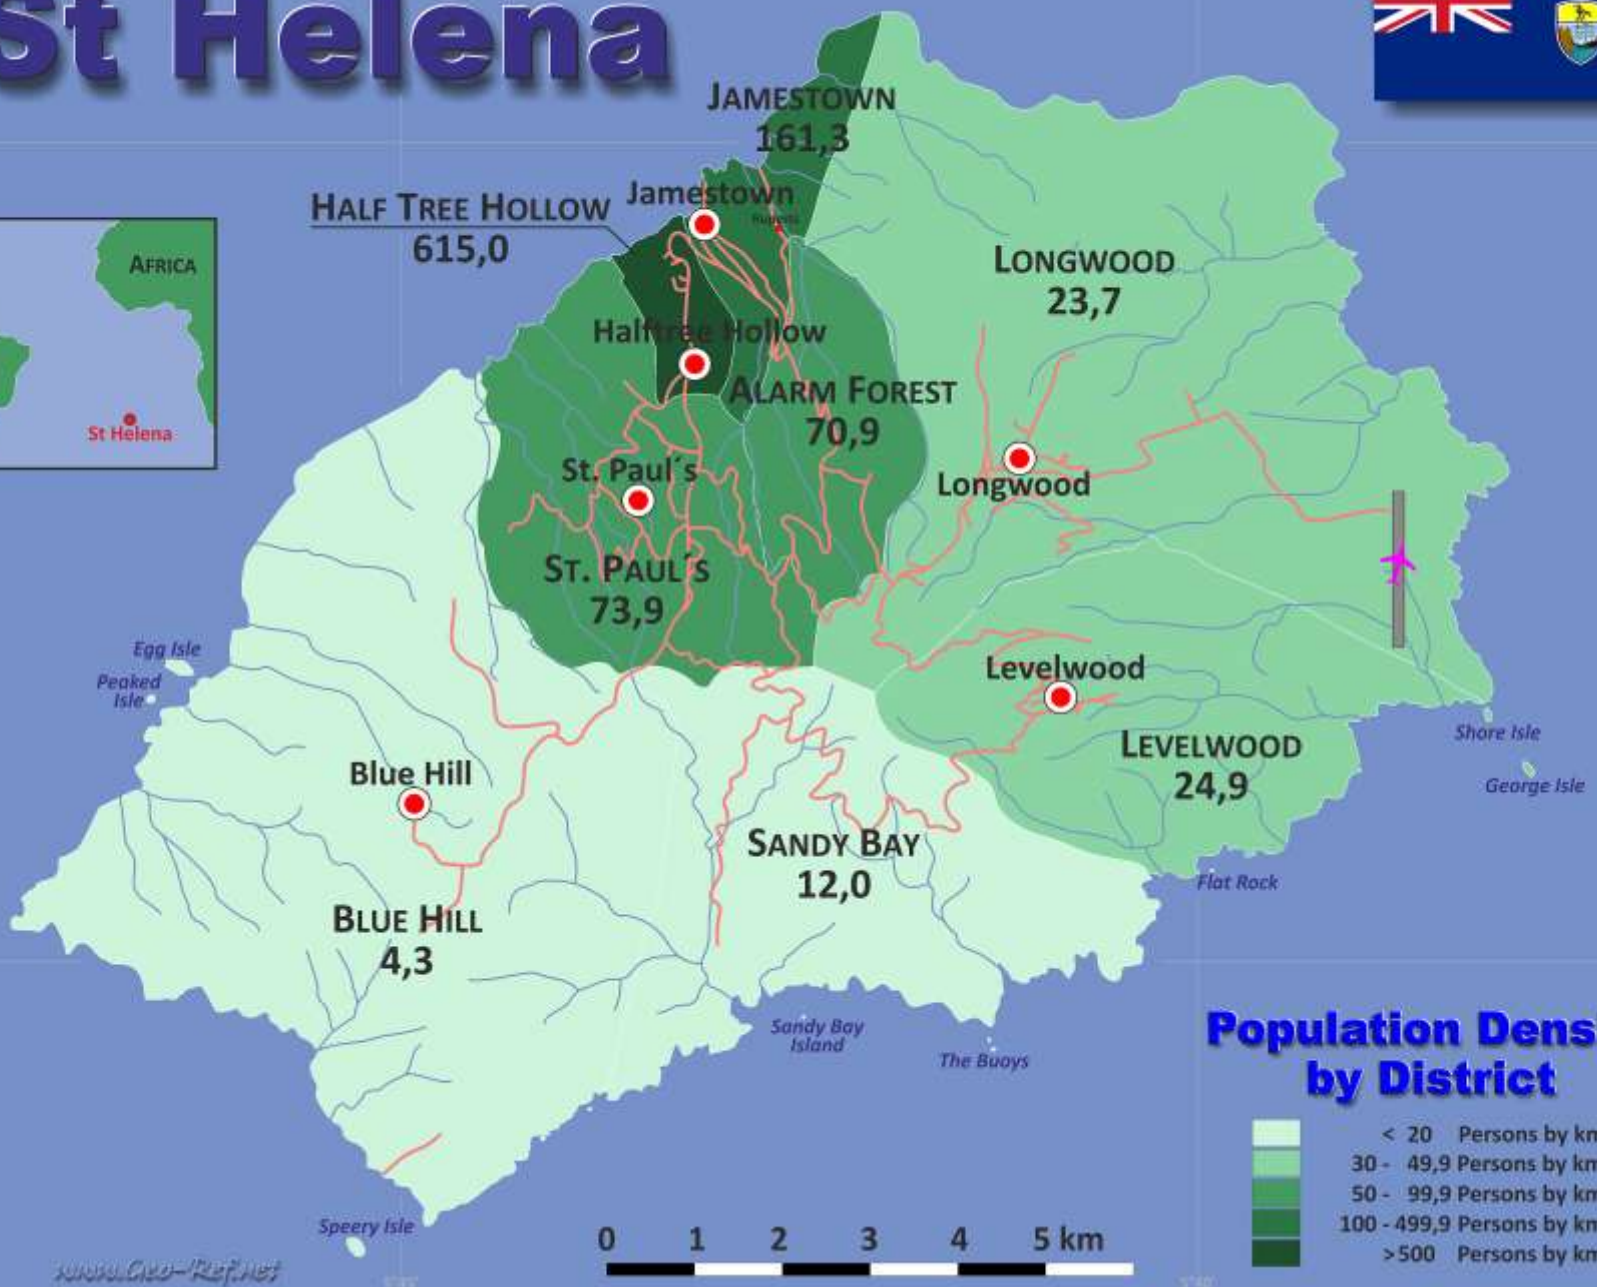 St Helena
JAMESTOWN
161,3
Jamestown
HALF TREE HOLLOW
615,0
AFRICA
St Helena
LONGWOOD
23,7
Halftree Hollow
ALARM FOREST
70,9
St. Paul´s
Longwood
ST. PAUL´S
73,9
Egg Isle
Peaked
Isle
Levelwood
LEVELWOOD
24,9
Shore Isle
George Isle
Blue Hill
SANDY BAY
12,0
Flat Rock
BLUE HILL
4,3
Sandy Bay
Island
The Buoys
Speery Isle
Population Dens
by District
< 20 Persons by km
30 - 49,9 Persons by km
50 - 99,9 Persons by km
100 - 499,9 Persons by km
>500 Persons by km
0 1 2 3 4 5 km
www.Geo-Ref.net